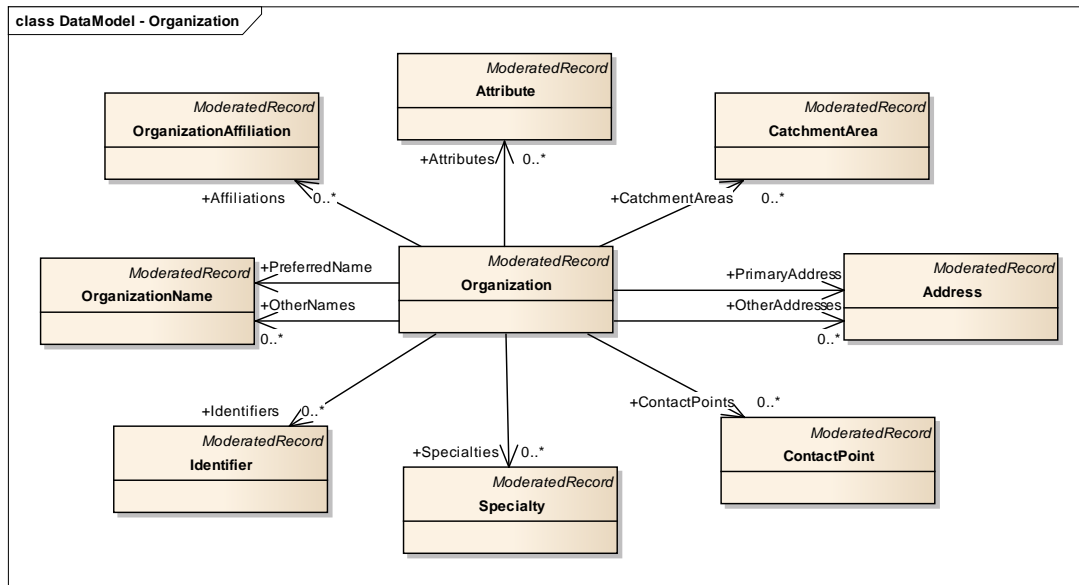 class DataModel - Organization
ModeratedRecord
Attribute
ModeratedRecord
OrganizationAffiliation
ModeratedRecord
CatchmentArea
+Attributes 0..*
+Affiliations 0..*
+CatchmentAreas 0..*
ModeratedRecord
Organization
ModeratedRecord
OrganizationName
+PreferredName
+OtherNames
0..*
+PrimaryAddress
+OtherAddresses
0..*
ModeratedRecord
Address
+Identifiers 0..*
+Specialties 0..*
+ContactPoints 0..*
ModeratedRecord
Identifier
ModeratedRecord
Specialty
ModeratedRecord
ContactPoint